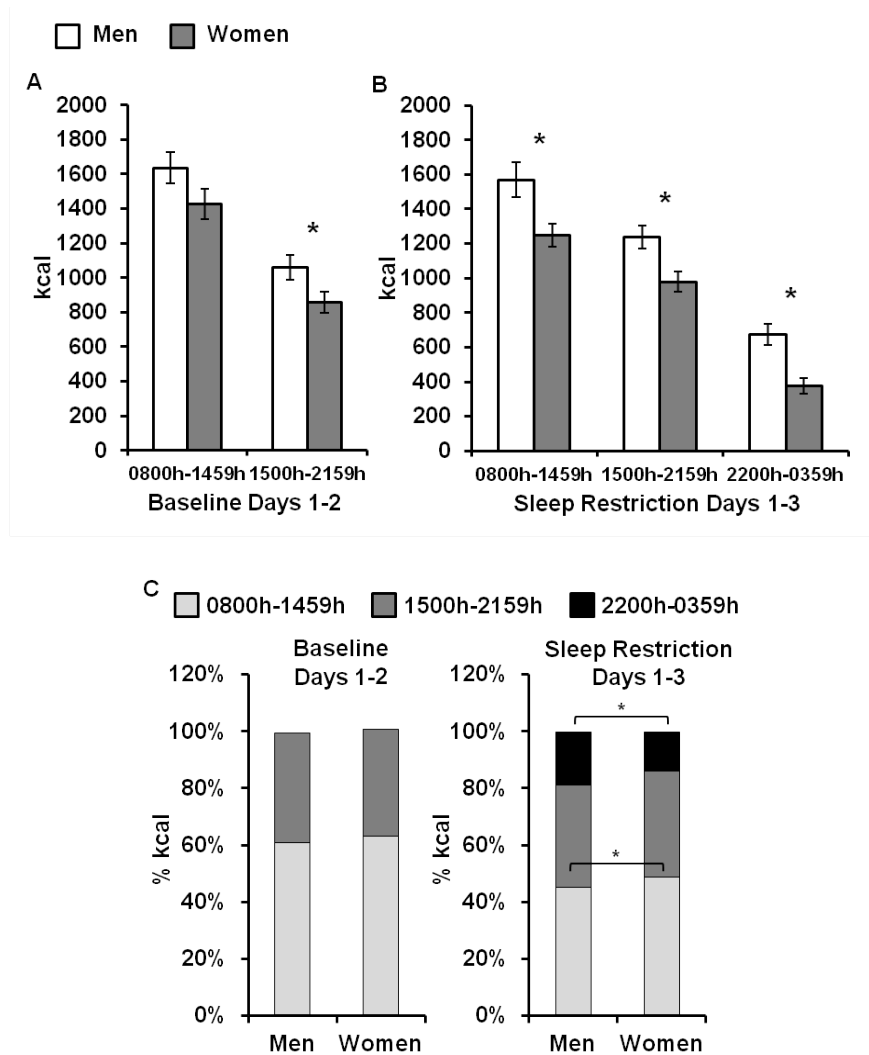 Men Women
A
B
2000
1800
1600
1400
1200
1000
800
600
400
200
0
kcal
*
0800h-1459h 1500h-2159h
Baseline Days 1-2
2000
1800
1600
1400
1200
1000
800
600
400
200
0
kcal
*
*
*
0800h-1459h 1500h-2159h 2200h-0359h
Sleep Restriction Days 1-3
C
0800h-1459h 1500h-2159h 2200h-0359h
Baseline
Days 1-2
120%
100%
80%
60%
40%
20%
0%
% kcal
Men Women
Sleep Restriction
Days 1-3
120%
100%
80%
60%
40%
20%
0%
% kcal
*
*
Men Women